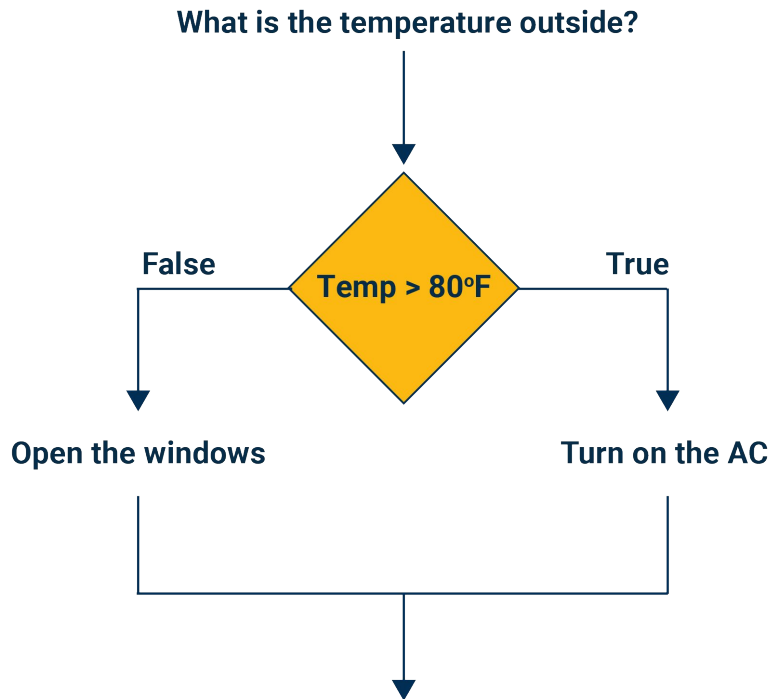 What is the temperature outside?
False
True
Temp > 80ºF
Open the windows
Turn on the AC